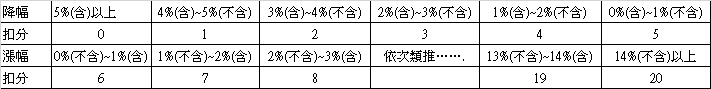 降幅 5%(含)以上 4%(含)~5%(不含) 3%(含)~4%(不含) 2%(含)~3%(不含) 1%(含)~2%(不含) 0%(含)~1%(不含)
扣分 0 1 2 3 4 5
漲幅 0%(不含)~1%(含) 1%(不含)~2%(含) 2%(不含)~3%(含) 依次類推……. 13%(不含)~14%(含) 14%(不含)以上
扣分 6 7 8 19 20